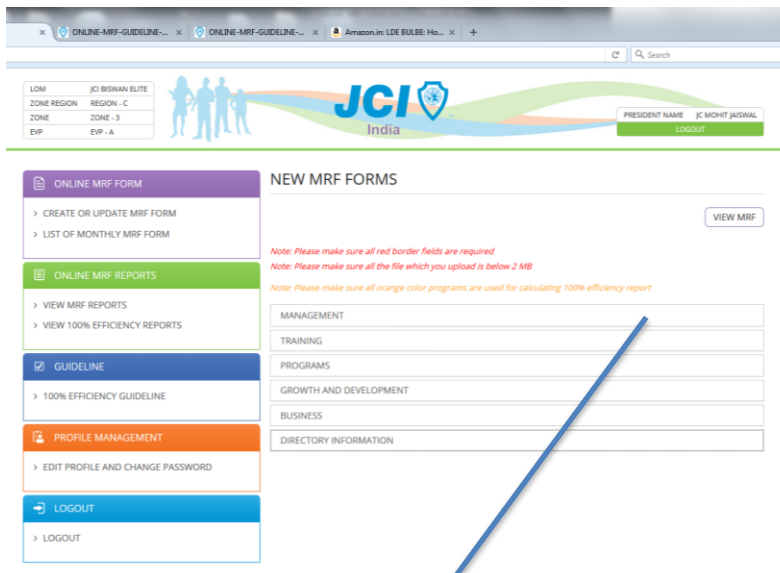 ONLINE-MRF-GUIDELINE-...
ONLINE-MRF-GUIDELINE-...
Amazon.in: LDE BULBE: Ho...
Search
LOM JCI BISWAN ELITE
ZONE REGION REGION - C
ZONE ZONE - 3
EVP EVP - A
JCI
India
PRESIDENT NAME JC MOHIT JAISWAL
LOGOUT
ONLINE MRF FORM
> CREATE OR UPDATE MRF FORM
> LIST OF MONTHLY MRF FORM
ONLINE MRF REPORTS
> VIEW MRF REPORTS
> VIEW 100% EFFICIENCY REPORTS
GUIDELINE
> 100% EFFICIENCY GUIDELINE
PROFILE MANAGEMENT
> EDIT PROFILE AND CHANGE PASSWORD
LOGOUT
> LOGOUT
NEW MRF FORMS
VIEW MRF
Note: Please make sure all red border fields are required
Note: Please make sure all the file which you upload is below 2 MB
Note: Please make sure all orange color programs are used for calculating 100% efficiency report
MANAGEMENT
TRAINING
PROGRAMS
GROWTH AND DEVELOPMENT
BUSINESS
DIRECTORY INFORMATION